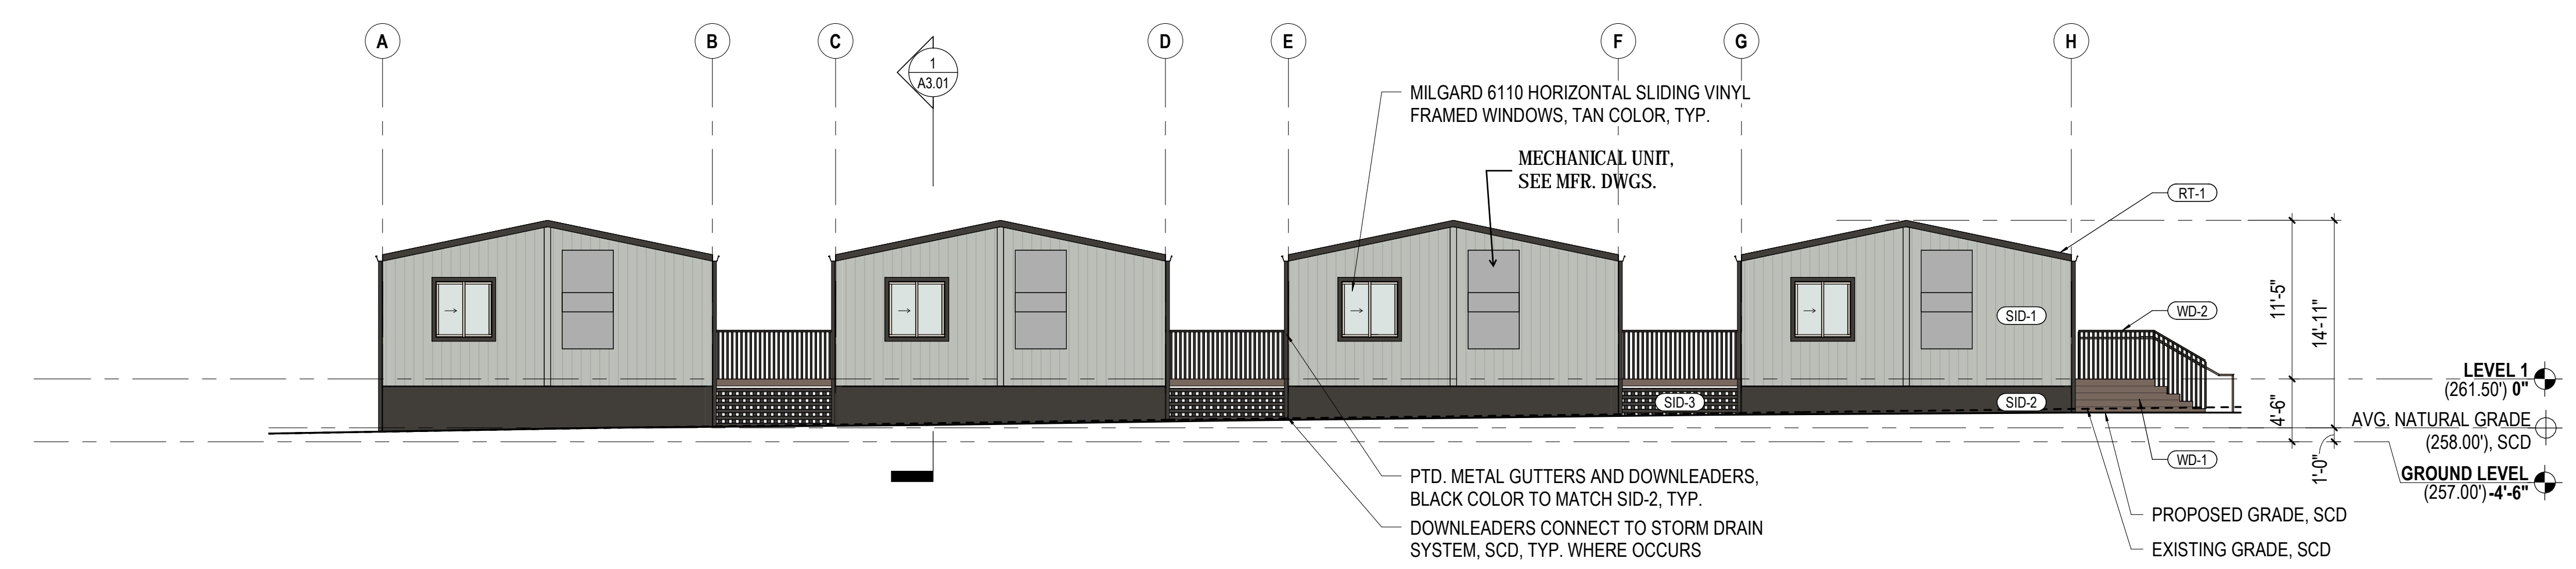 A
B
C
D
E
F
G
H
1
A3.01
MILGARD 6110 HORIZONTAL SLIDING VINYL
FRAMED WINDOWS, TAN COLOR, TYP.
MECHANICAL UNIT,
SEE MFR. DWGS.
RT-1
SID-1
WD-2
11'-5"
14'-11"
LEVEL 1
(261.50') 0"
SID-3
SID-2
4'-6"
AVG. NATURAL GRADE
(258.00'), SCD
WD-1
1'-0"
GROUND LEVEL
(257.00') -4'-6"
PTD. METAL GUTTERS AND DOWNLEADERS,
BLACK COLOR TO MATCH SID-2, TYP.
DOWNLEADERS CONNECT TO STORM DRAIN
SYSTEM, SCD, TYP. WHERE OCCURS
PROPOSED GRADE, SCD
EXISTING GRADE, SCD